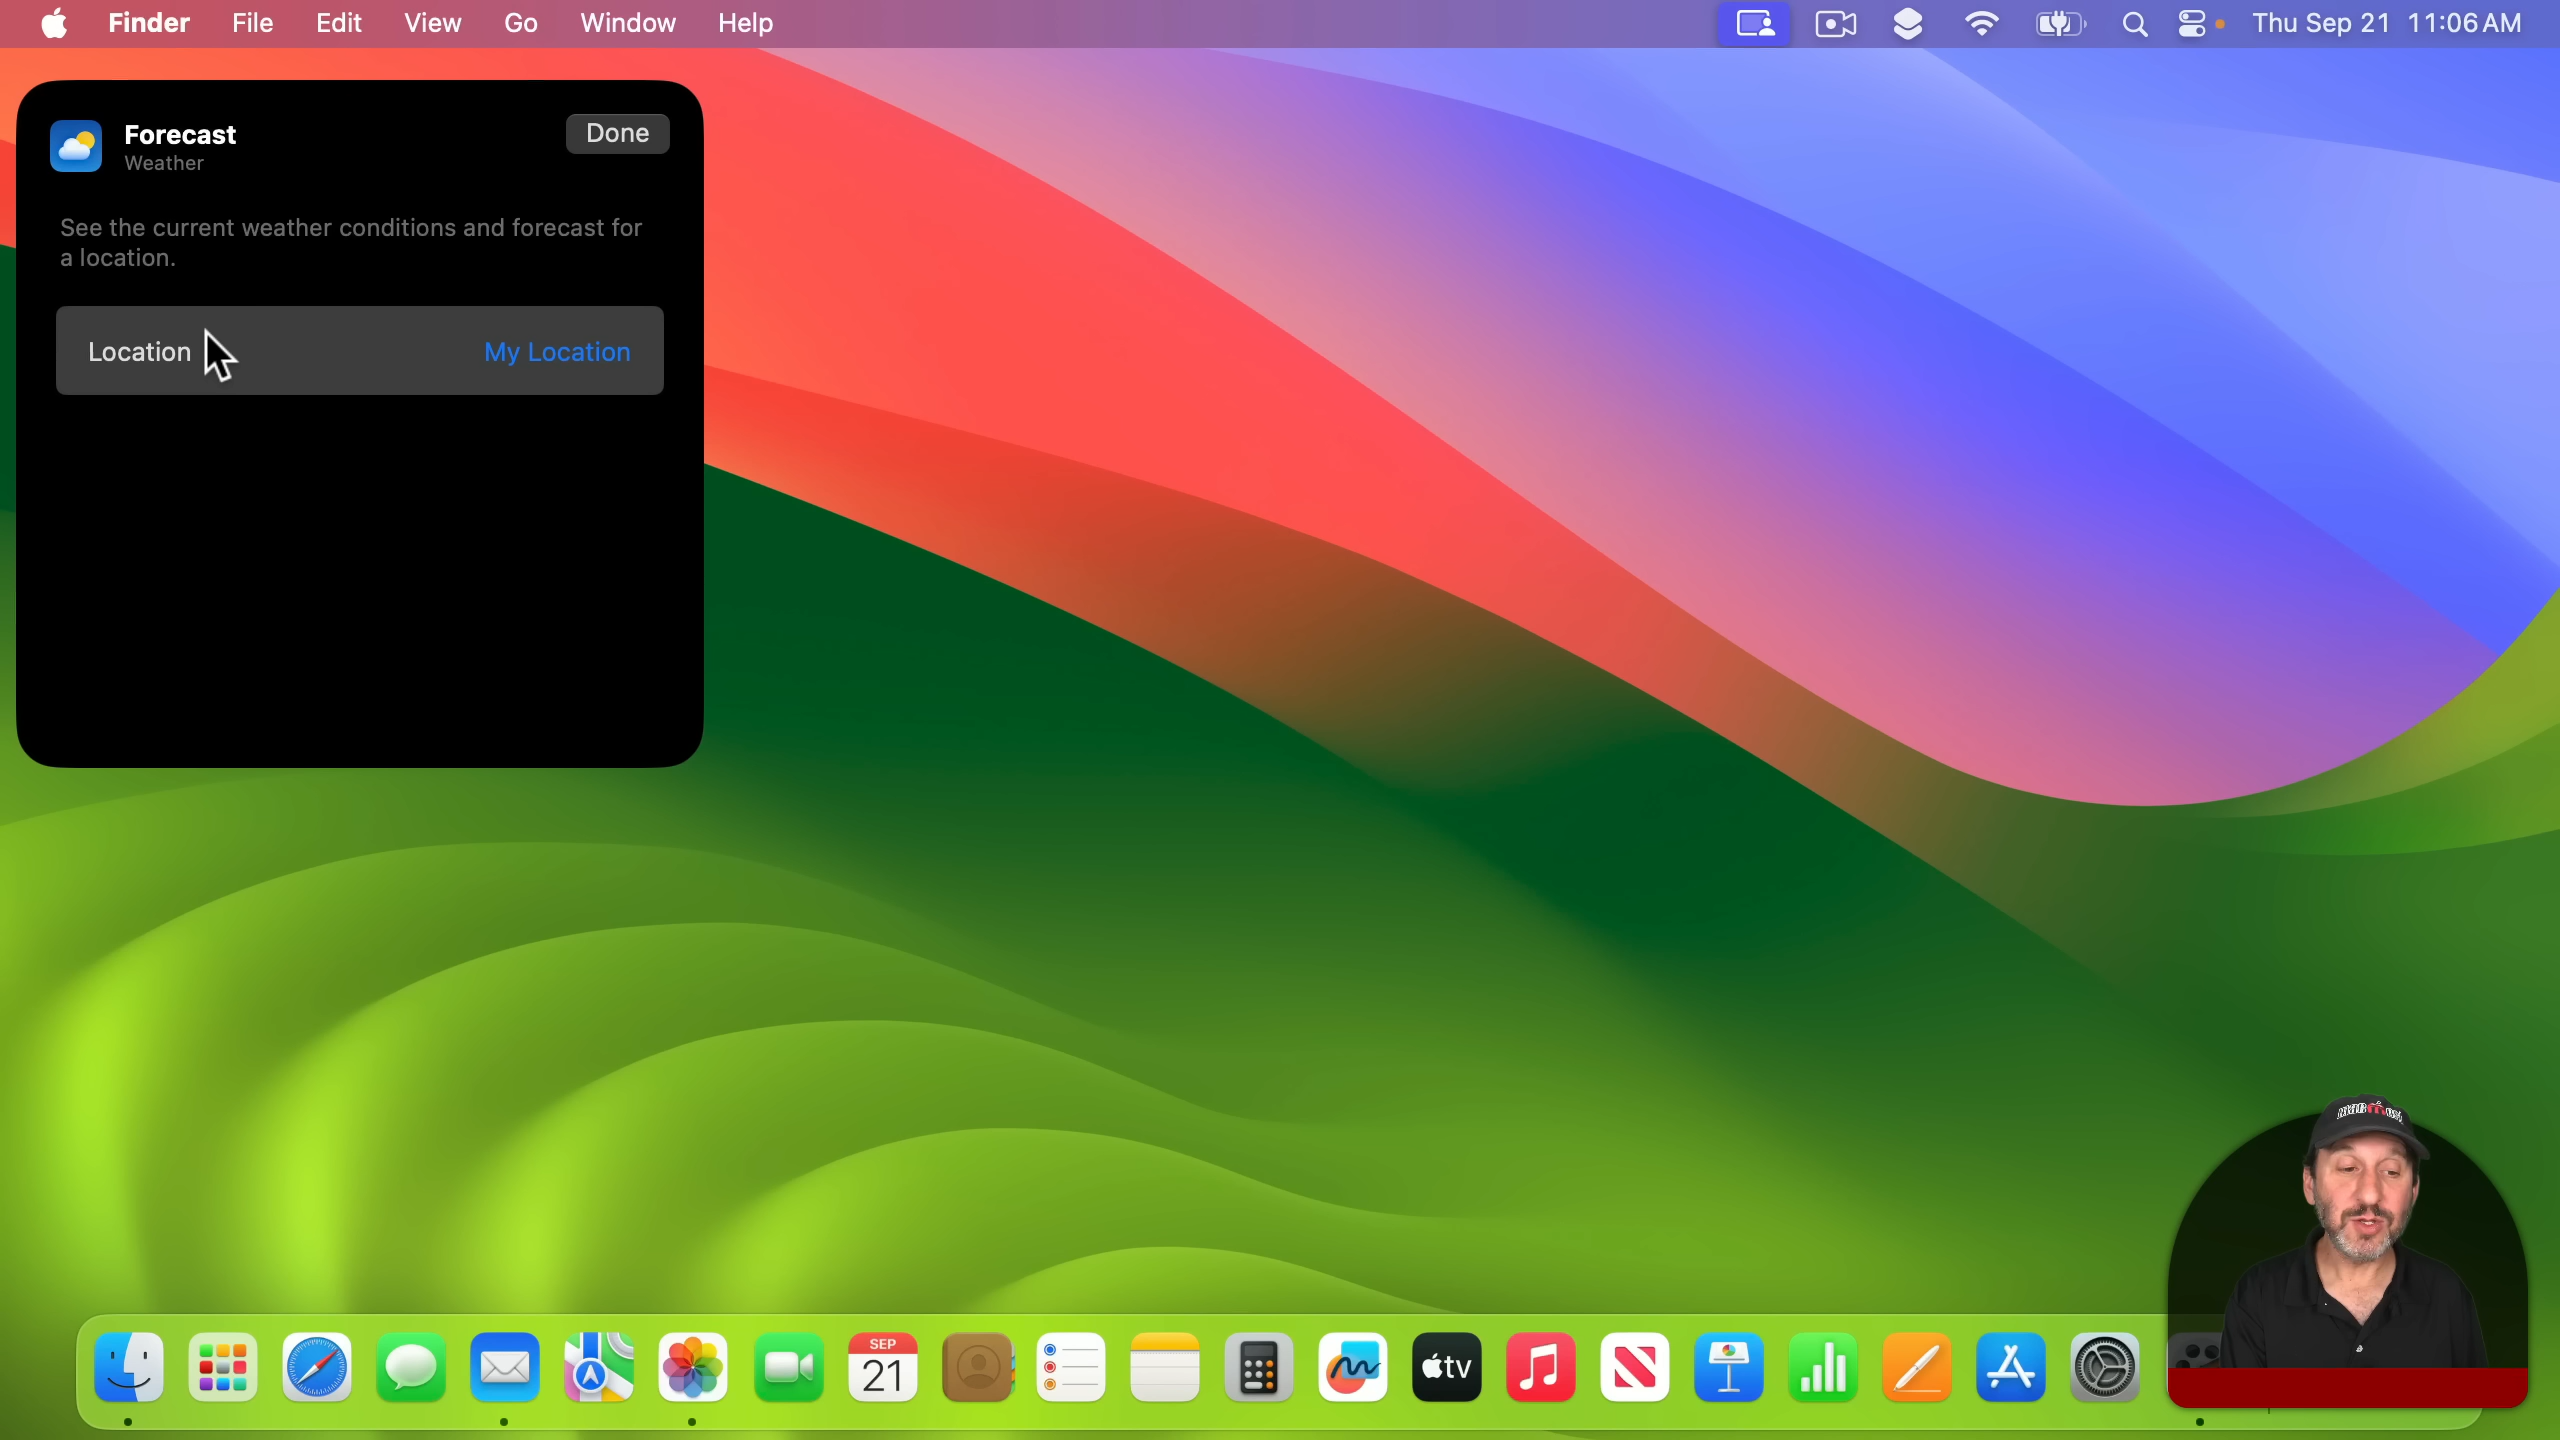 Finder File Edit View Go Window Help Thu Sep 21 11:06 AM
Forecast
Done
Weather
See the current weather conditions and forecast for
a location.
Location My Location
SEP
21
tv